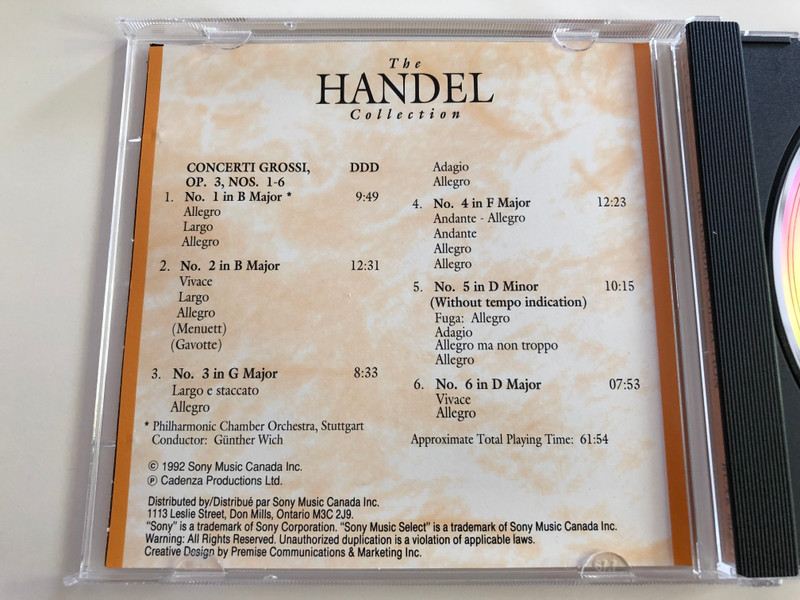 The
HANDEL
Collection
CONCERTI GROSSI, DDD
OP. 3, NOS. 1-6
1. No. 1 in B Major * 9:49
Allegro
Largo
Allegro
2. No. 2 in B Major 12:31
Vivace
Largo
Allegro
(Menuett)
(Gavotte)
3. No. 3 in G Major 8:33
Largo e staccato
Allegro
* Philharmonic Chamber Orchestra, Stuttgart
Conductor: Günther Wich
Adagio
Allegro
4. No. 4 in F Major 12:23
Andante - Allegro
Andante
Allegro
Allegro
5. No. 5 in D Minor 10:15
(Without tempo indication)
Fuga: Allegro
Adagio
Allegro ma non troppo
Allegro
6. No. 6 in D Major 07:53
Vivace
Allegro
Approximate Total Playing Time: 61:54
© 1992 Sony Music Canada Inc.
℗ Cadenza Productions Ltd.
Distributed by/Distribué par Sony Music Canada Inc.
1113 Leslie Street, Don Mills, Ontario M3C 2J9.
"Sony" is a trademark of Sony Corporation. "Sony Music Select" is a trademark of Sony Music Canada Inc.
Warning: All Rights Reserved. Unauthorized duplication is a violation of applicable laws.
Creative Design by Premise Communications & Marketing Inc.